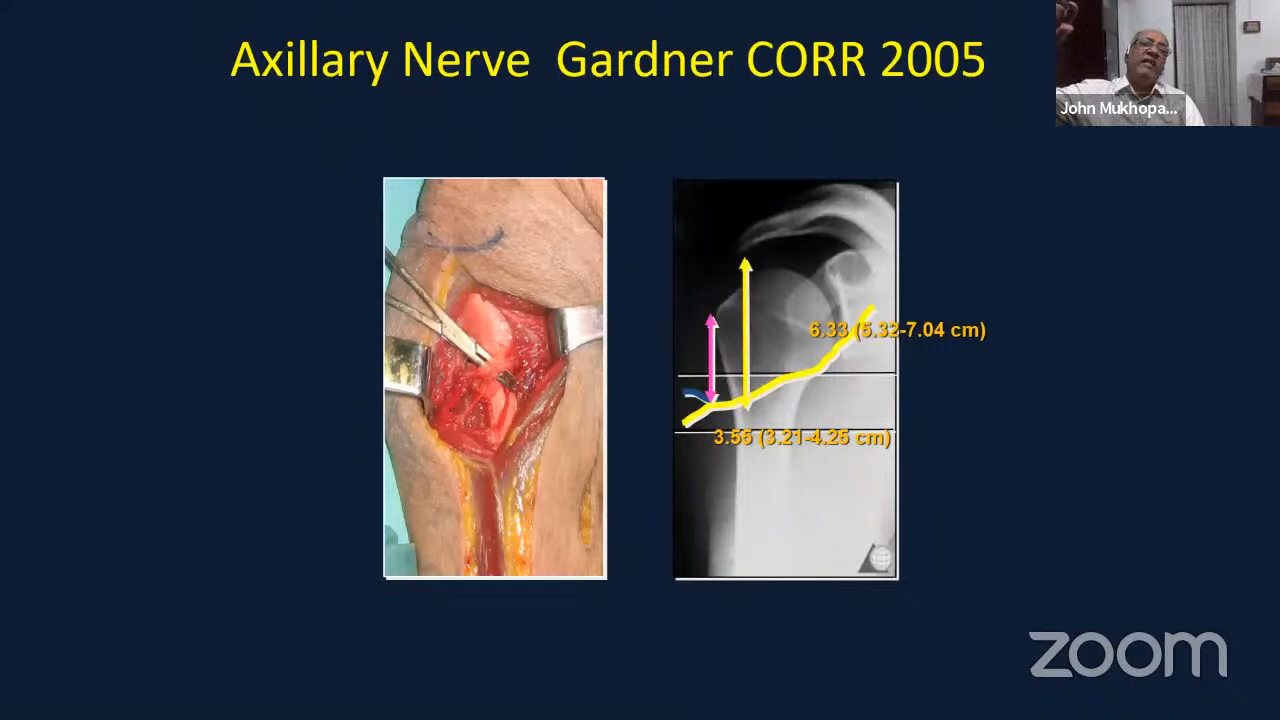 Axillary Nerve  Gardner CORR 2005
John Mukhopa...
6.33 (5.32-7.04 cm)
3.56 (3.21-4.25 cm)
zoom